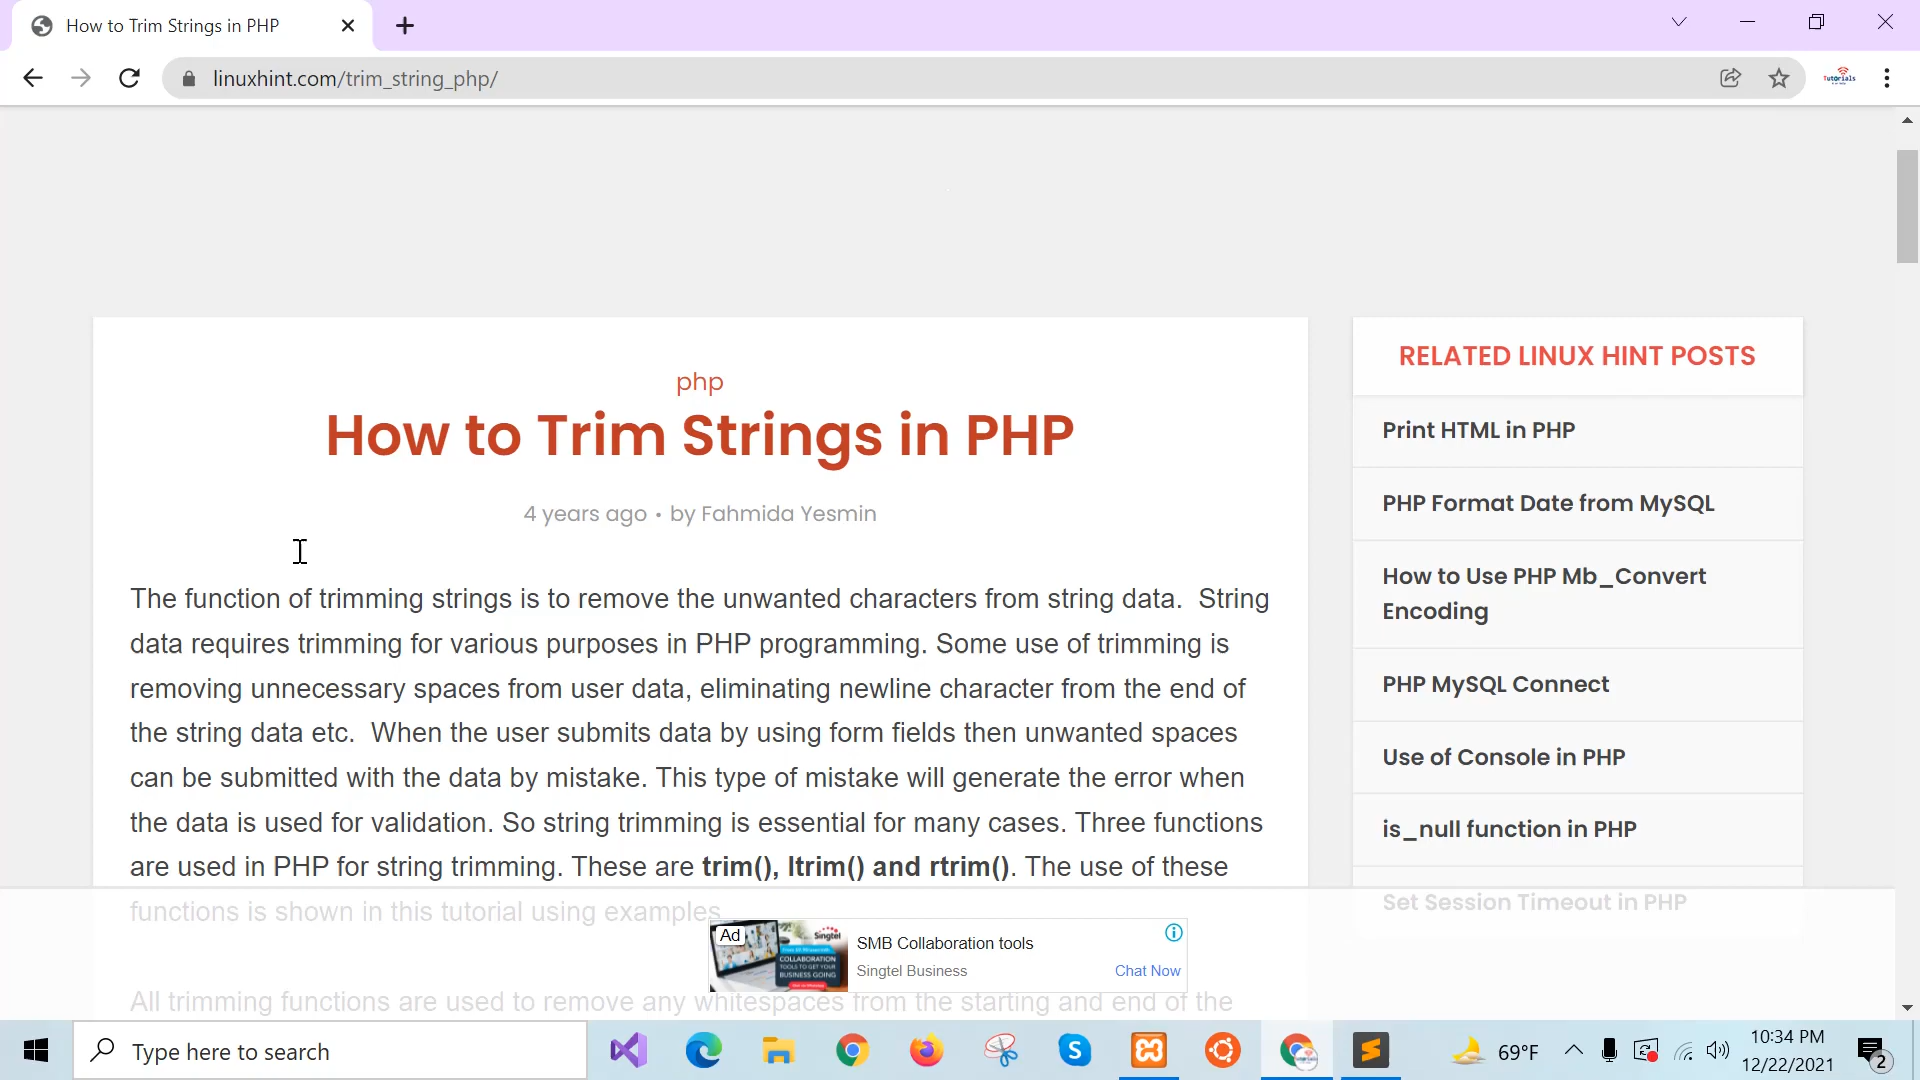 How to Trim Strings in PHP
linuxhint.com/trim_string_php/
Tutorials
php
How to Trim Strings in PHP
4 years ago • by Fahmida Yesmin
The function of trimming strings is to remove the unwanted characters from string data. String
data requires trimming for various purposes in PHP programming. Some use of trimming is
removing unnecessary spaces from user data, eliminating newline character from the end of
the string data etc. When the user submits data by using form fields then unwanted spaces
can be submitted with the data by mistake. This type of mistake will generate the error when
the data is used for validation. So string trimming is essential for many cases. Three functions
are used in PHP for string trimming. These are trim(), ltrim() and rtrim(). The use of these
functions is shown in this tutorial using examples
All trimming functions are used to remove any whitespaces from the starting and end of the
RELATED LINUX HINT POSTS
Print HTML in PHP
PHP Format Date from MySQL
How to Use PHP Mb_Convert
Encoding
PHP MySQL Connect
Use of Console in PHP
is_null function in PHP
Set Session Timeout in PHP
Ad
Singtel
COLLABORATION
TOOLS TO GET YOUR
BUSINESS GOING
SMB Collaboration tools
Singtel Business
Chat Now
Type here to search
S
69°F
10:34 PM
12/22/2021
2